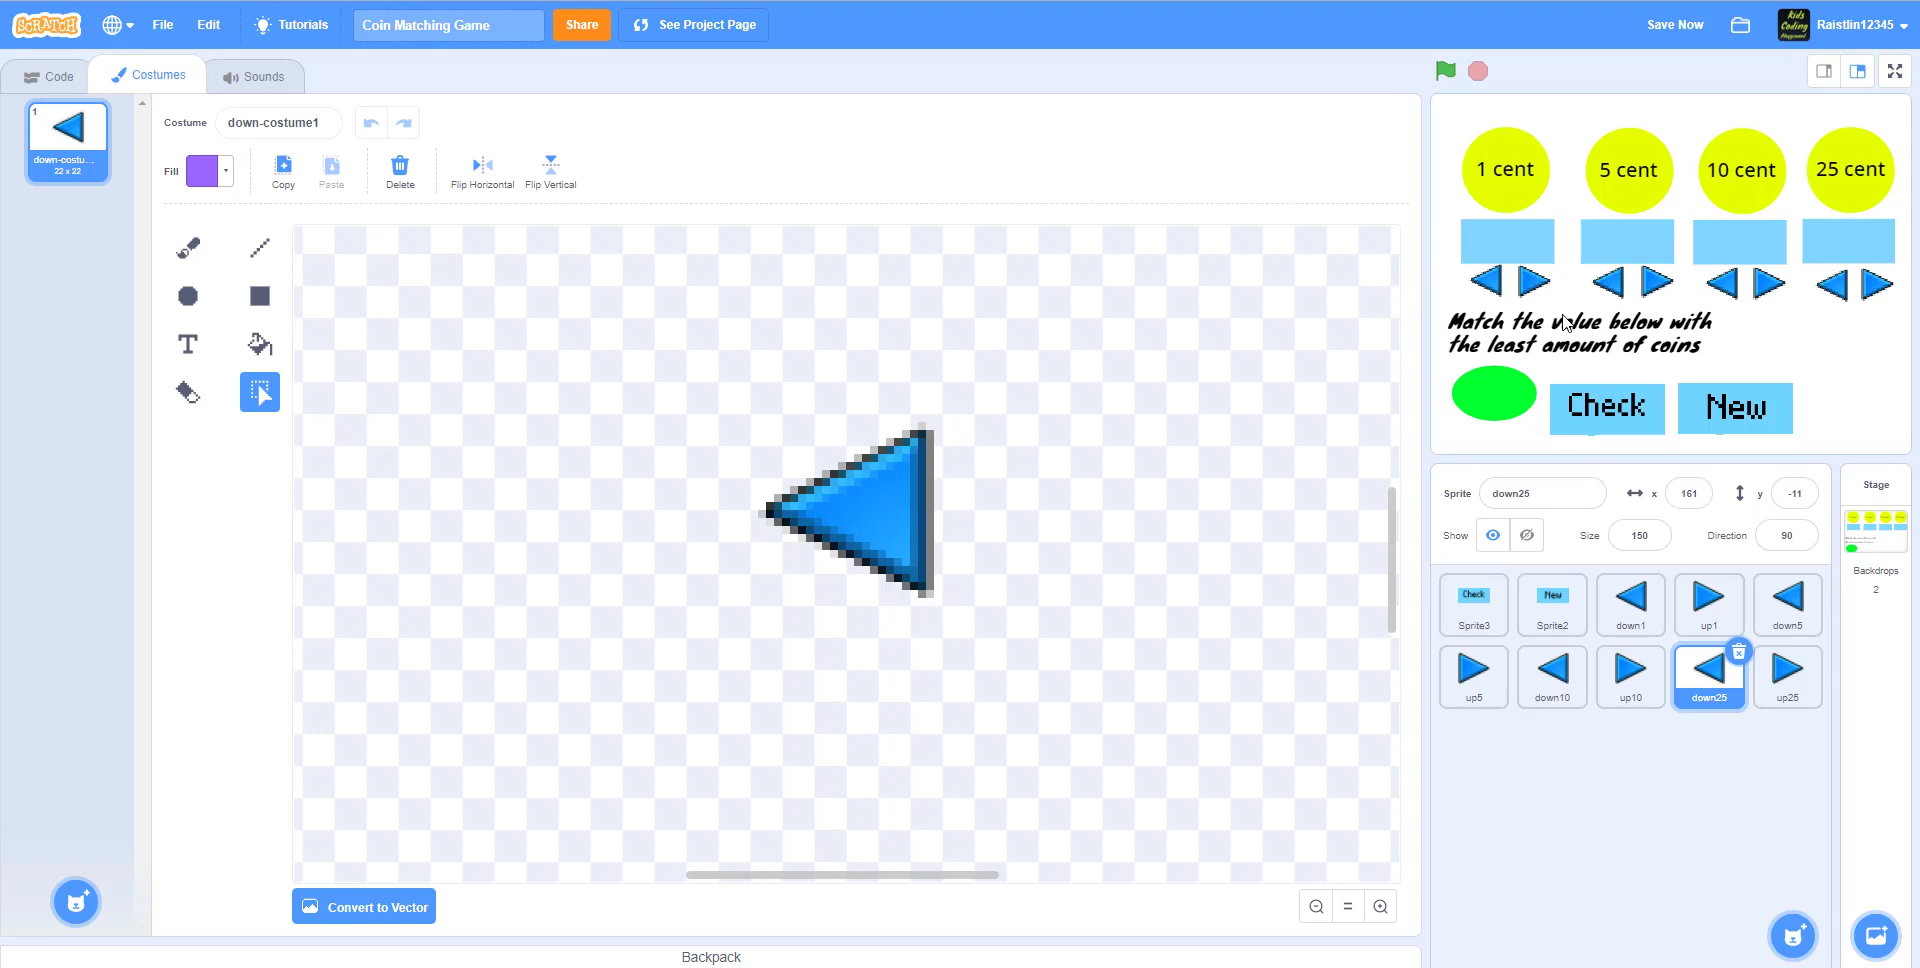 SCRATCH File Edit Tutorials Coin Matching Game Share See Project Page Save Now Kids Coding Playground Raistlin12345
Code Costumes Sounds
1
down-costu...
22 x 22
Costume down-costume1
Fill Copy Paste Delete Flip Horizontal Flip Vertical
T
Convert to Vector
=
Backpack
1 cent 5 cent 10 cent 25 cent
Match the value below with
the least amount of coins
Check New
Sprite down25 x 161 y -11
Show Size 150 Direction 90
Check New
Sprite3 Sprite2 down1 up1 down5
up5 down10 up10 down25 up25
Stage
Backdrops
2